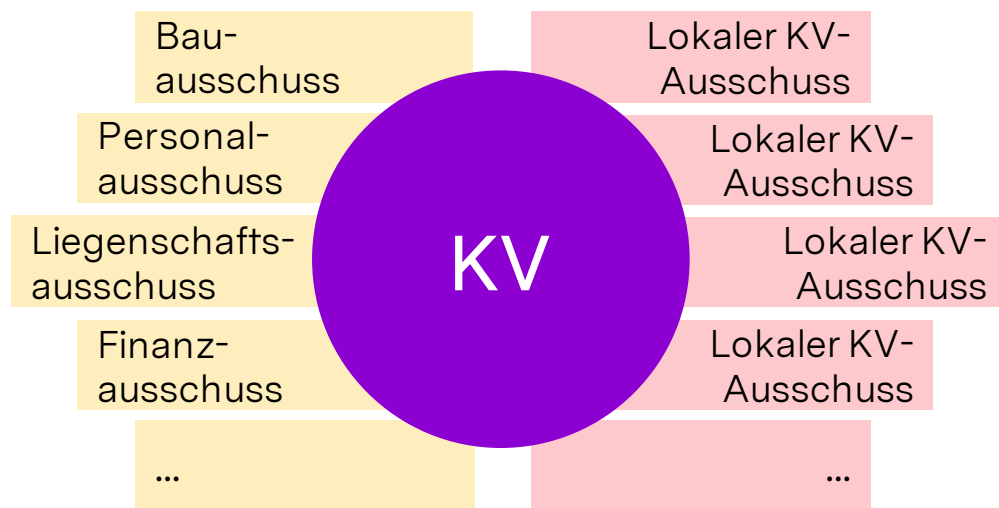 Bau-
ausschuss
Personal-
ausschuss
Liegenschafts-
ausschuss
Finanz-
ausschuss
...
KV
Lokaler KV-
Ausschuss
Lokaler KV-
Ausschuss
Lokaler KV-
Ausschuss
Lokaler KV-
Ausschuss
...